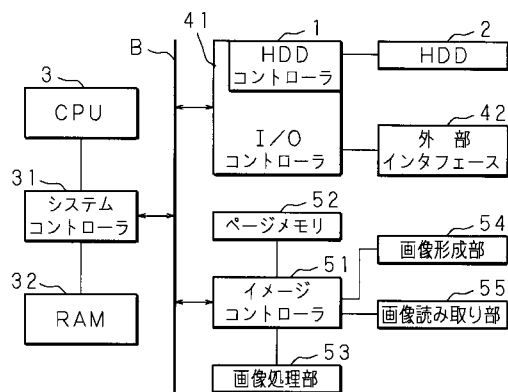 41
1
2
B
HDD
コントローラ
HDD
3
CPU
I/O
コントローラ
42
外部
インタフェース
31
システム
コントローラ
52
ページメモリ
54
画像形成部
32
RAM
51
イメージ
コントローラ
55
画像読み取り部
53
画像処理部